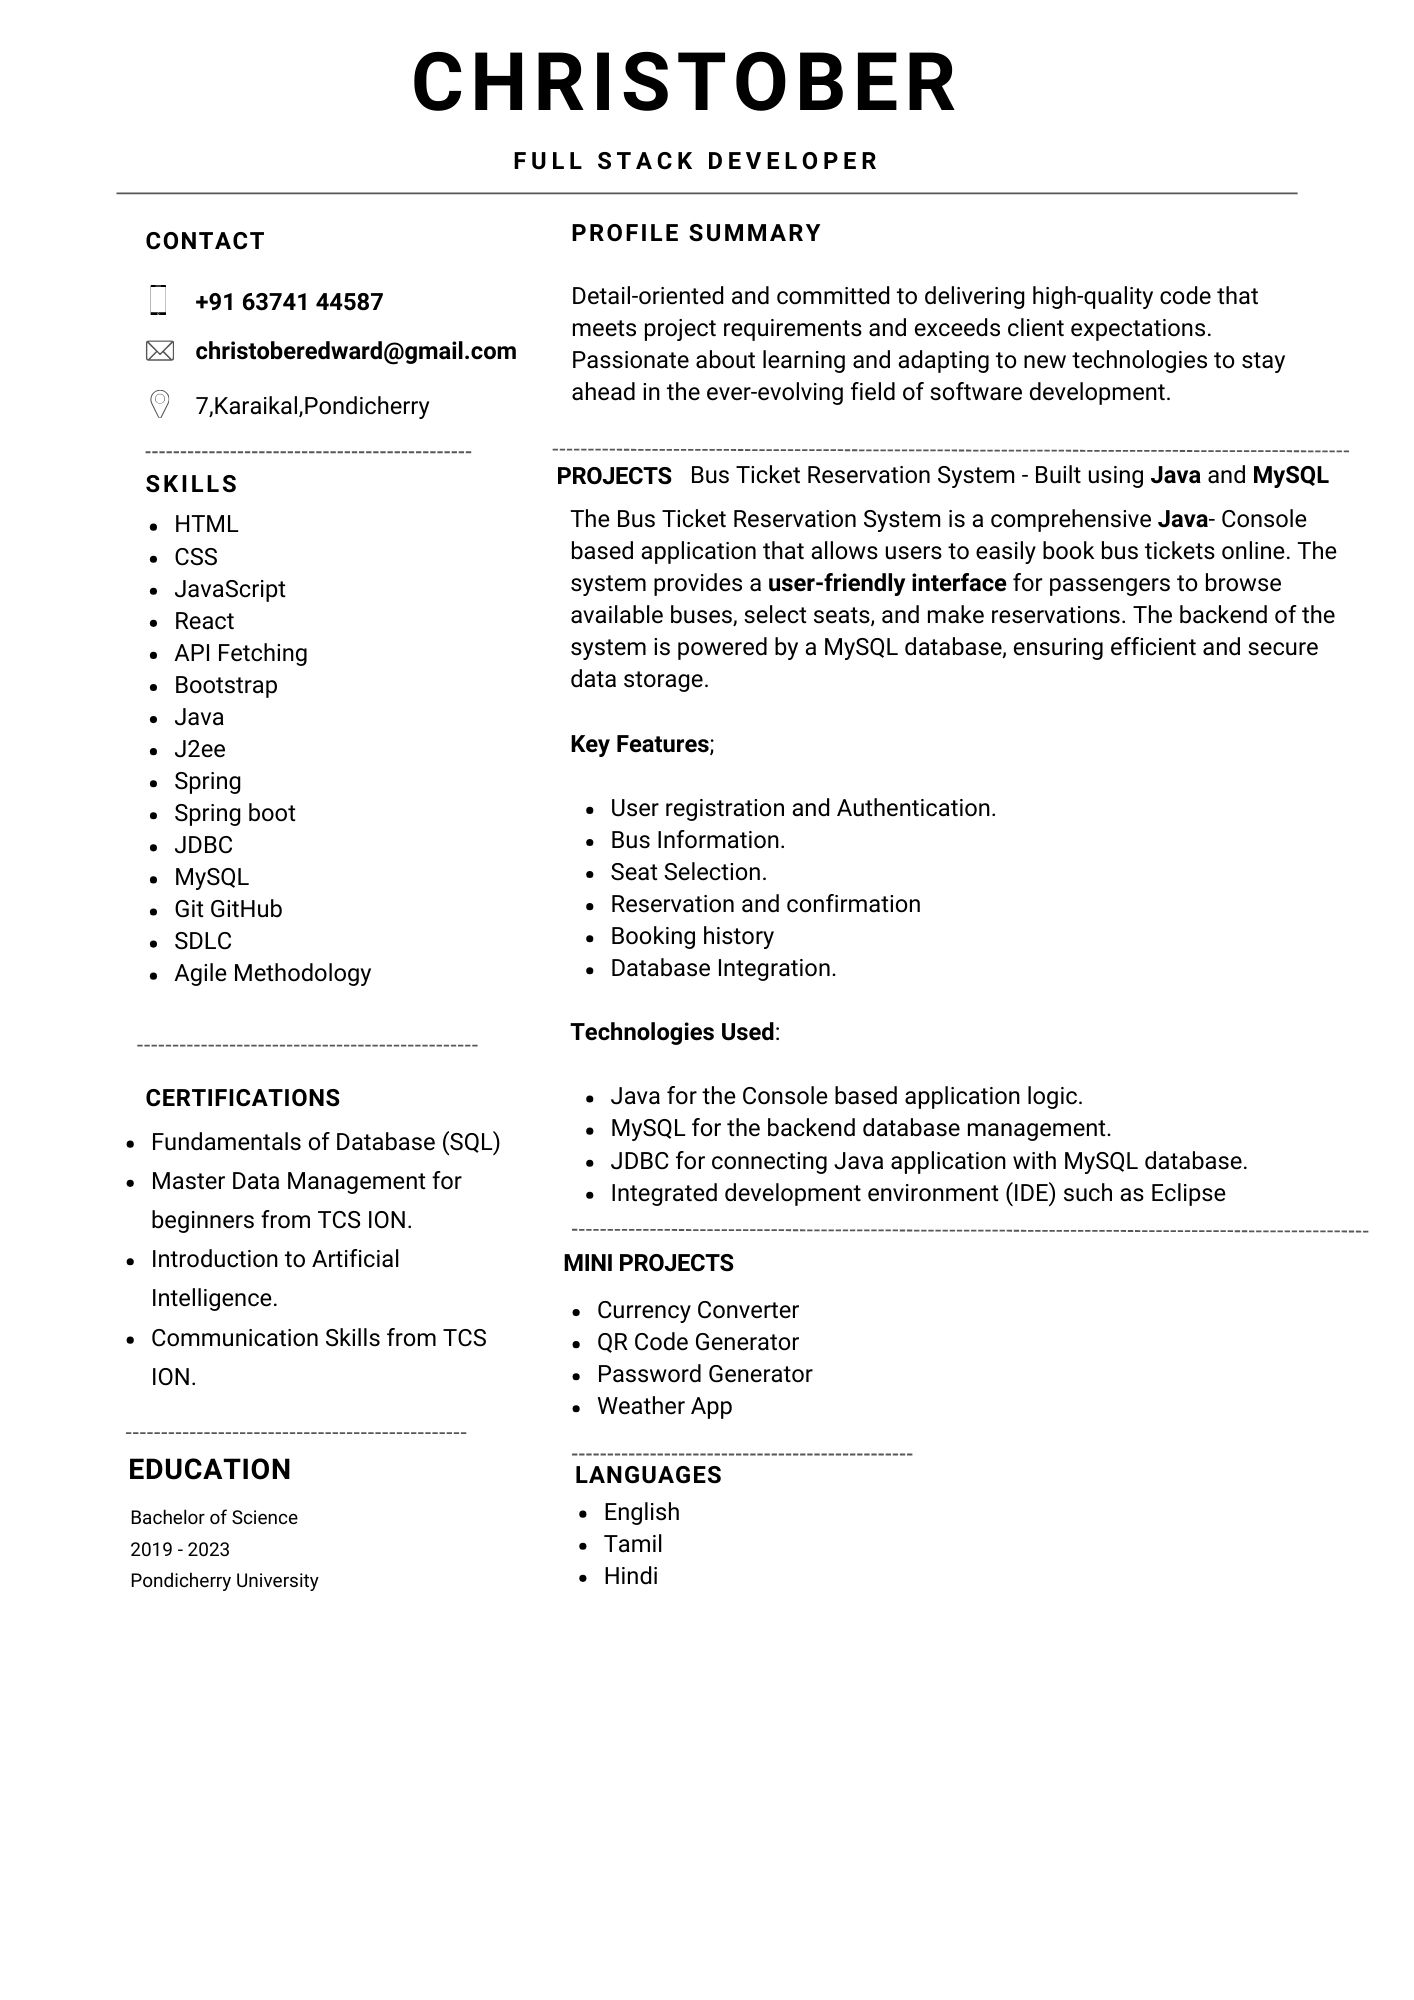 CHRISTOBER
FULL STACK DEVELOPER
CONTACT
+91 63741 44587
christoberedward@gmail.com
7,Karaikal,Pondicherry
SKILLS
• HTML
• CSS
• JavaScript
• React
• API Fetching
• Bootstrap
• Java
• J2ee
• Spring
• Spring boot
• JDBC
• MySQL
• Git GitHub
• SDLC
• Agile Methodology
CERTIFICATIONS
• Fundamentals of Database (SQL)
• Master Data Management for
beginners from TCS ION.
• Introduction to Artificial
Intelligence.
• Communication Skills from TCS
ION.
EDUCATION
Bachelor of Science
2019 - 2023
Pondicherry University
PROFILE SUMMARY
Detail-oriented and committed to delivering high-quality code that
meets project requirements and exceeds client expectations.
Passionate about learning and adapting to new technologies to stay
ahead in the ever-evolving field of software development.
PROJECTS Bus Ticket Reservation System - Built using Java and MySQL
The Bus Ticket Reservation System is a comprehensive Java- Console
based application that allows users to easily book bus tickets online. The
system provides a user-friendly interface for passengers to browse
available buses, select seats, and make reservations. The backend of the
system is powered by a MySQL database, ensuring efficient and secure
data storage.
Key Features;
• User registration and Authentication.
• Bus Information.
• Seat Selection.
• Reservation and confirmation
• Booking history
• Database Integration.
Technologies Used:
• Java for the Console based application logic.
• MySQL for the backend database management.
• JDBC for connecting Java application with MySQL database.
• Integrated development environment (IDE) such as Eclipse
MINI PROJECTS
• Currency Converter
• QR Code Generator
• Password Generator
• Weather App
LANGUAGES
• English
• Tamil
• Hindi